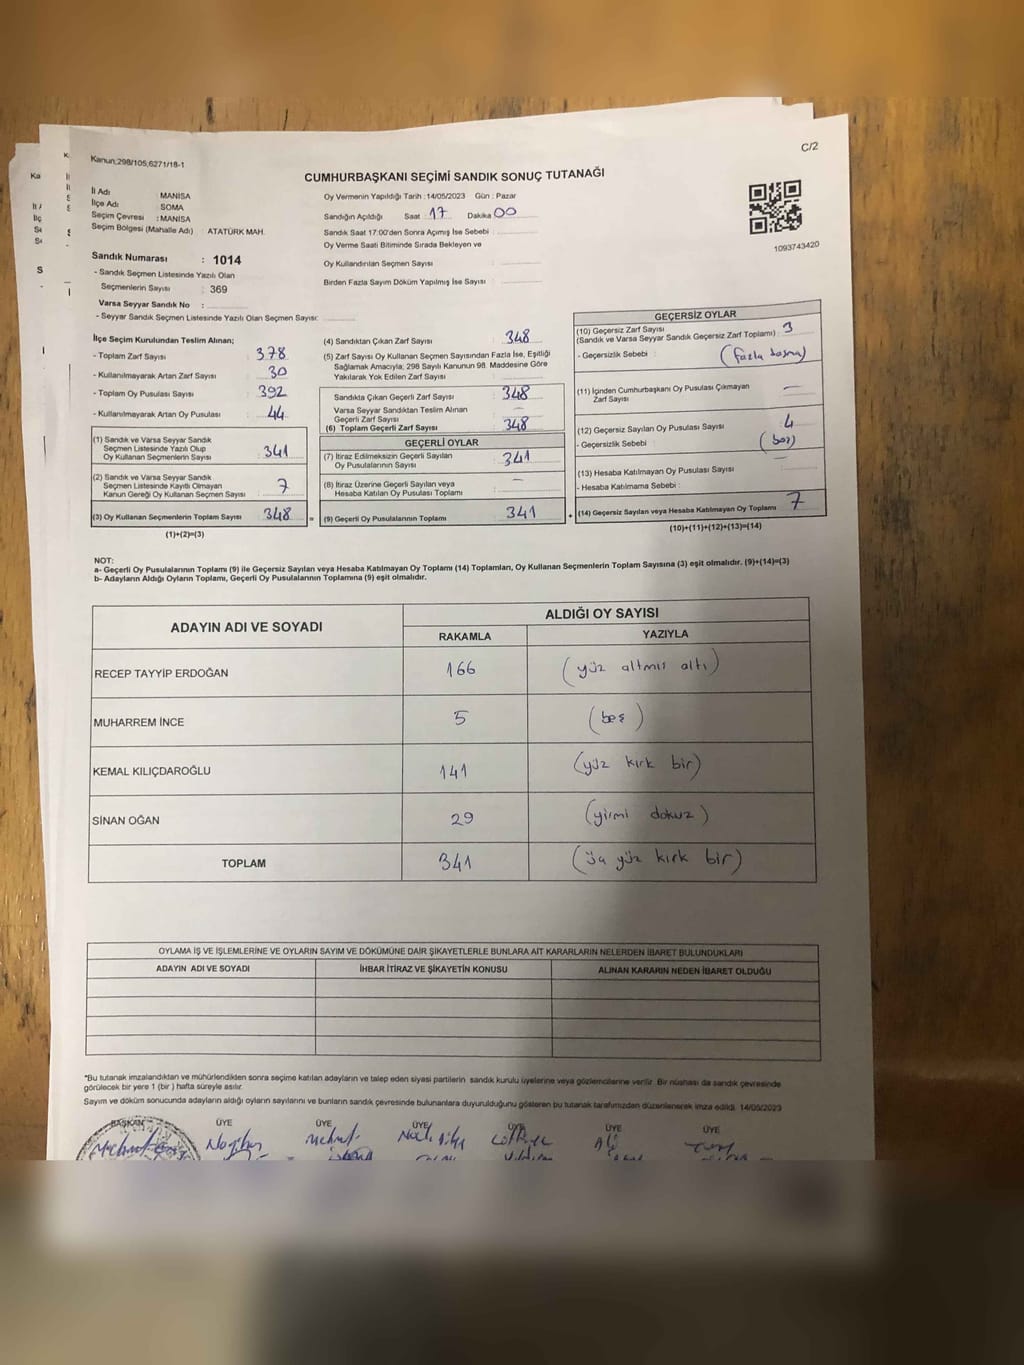 C/2
Kanun;298/105,6271/18-1
CUMHURBAŞKANI SEÇİMİ SANDIK SONUÇ TUTANAĞI
İl Adı : MANİSA
İlçe Adı : SOMA
Seçim Çevresi : MANİSA
Seçim Bölgesi (Mahalle Adı) : ATATÜRK MAH.
Oy Vermenin Yapıldığı Tarih :14/05/2023 Gün : Pazar
Sandığın Açıldığı Saat 17 Dakika 00
Sandık Saat 17:00'den Sonra Açımış İse Sebebi :
Oy Verme Saati Bitiminde Sırada Bekleyen ve
Oy Kullandırılan Seçmen Sayısı :
Birden Fazla Sayım Döküm Yapılmış İse Sayısı :
1093743420
Sandık Numarası : 1014
- Sandık Seçmen Listesinde Yazılı Olan
Seçmenlerin Sayısı : 369
Varsa Seyyar Sandık No :
- Seyyar Sandık Seçmen Listesinde Yazılı Olan Seçmen Sayısı:
İlçe Seçim Kurulundan Teslim Alınan;
- Toplam Zarf Sayısı : 378
- Kullanılmayarak Artan Zarf Sayısı : 30
- Toplam Oy Pusulası Sayısı : 392
- Kullanılmayarak Artan Oy Pusulası : 44
(1) Sandık ve Varsa Seyyar Sandık
Seçmen Listesinde Yazılı Olup
Oy Kullanan Seçmenlerin Sayısı : 341
(2) Sandık ve Varsa Seyyar Sandık
Seçmen Listesinde Kayıtlı Olmayan
Kanun Gereği Oy Kullanan Seçmen Sayısı : 7
(3) Oy Kullanan Seçmenlerin Toplam Sayısı : 348
(1)+(2)=(3)
(4) Sandıktan Çıkan Zarf Sayısı : 348
(5) Zarf Sayısı Oy Kullanan Seçmen Sayısından Fazla İse, Eşitliği
Sağlamak Amacıyla; 298 Sayılı Kanunun 98. Maddesine Göre
Yakılarak Yok Edilen Zarf Sayısı :
Sandıkta Çıkan Geçerli Zarf Sayısı : 348
Varsa Seyyar Sandıktan Teslim Alınan
Geçerli Zarf Sayısı : —
(6) Toplam Geçerli Zarf Sayısı : 348
GEÇERLİ OYLAR
(7) İtiraz Edilmeksizin Geçerli Sayılan
Oy Pusulalarının Sayısı : 341
(8) İtiraz Üzerine Geçerli Sayılan veya
Hesaba Katılan Oy Pusulası Toplamı : —
= (9) Geçerli Oy Pusulalarının Toplamı : 341
GEÇERSİZ OYLAR
(10) Geçersiz Zarf Sayısı : 3
(Sandık ve Varsa Seyyar Sandık Geçersiz Zarf Toplamı)
- Geçersizlik Sebebi : (fazla basma)
(11) İçinden Cumhurbaşkanı Oy Pusulası Çıkmayan
Zarf Sayısı : —
(12) Geçersiz Sayılan Oy Pusulası Sayısı : 4
- Geçersizlik Sebebi : (boş)
(13) Hesaba Katılmayan Oy Pusulası Sayısı : —
- Hesaba Katılmama Sebebi :
+ (14) Geçersiz Sayılan veya Hesaba Katılmayan Oy Toplamı : 7
(10)+(11)+(12)+(13)=(14)
NOT:
a- Geçerli Oy Pusulalarının Toplamı (9) ile Geçersiz Sayılan veya Hesaba Katılmayan Oy Toplamı (14) Toplamları, Oy Kullanan Seçmenlerin Toplam Sayısına (3) eşit olmalıdır. (9)+(14)=(3)
b- Adayların Aldığı Oyların Toplamı, Geçerli Oy Pusulalarının Toplamına (9) eşit olmalıdır.
ADAYIN ADI VE SOYADI
ALDIĞI OY SAYISI
RAKAMLA YAZIYLA
RECEP TAYYİP ERDOĞAN 166 (yüz altmış altı)
MUHARREM İNCE 5 (beş)
KEMAL KILIÇDAROĞLU 141 (yüz kırk bir)
SİNAN OĞAN 29 (yirmi dokuz)
TOPLAM 341 (üç yüz kırk bir)
OYLAMA İŞ VE İŞLEMLERİNE VE OYLARIN SAYIM VE DÖKÜMÜNE DAİR ŞİKAYETLERLE BUNLARA AİT KARARLARIN NELERDEN İBARET BULUNDUKLARI
ADAYIN ADI VE SOYADI İHBAR İTİRAZ VE ŞİKAYETİN KONUSU ALINAN KARARIN NEDEN İBARET OLDUĞU
*Bu tutanak imzalandıktan ve mühürlendikten sonra seçime katılan adayların ve talep eden siyasi partilerin sandık kurulu üyelerine veya gözlemcilerine verilir. Bir nüshası da sandık çevresinde
görülecek bir yere 1 (bir ) hafta süreyle asılır.
Sayım ve döküm sonucunda adayların aldığı oyların sayılarını ve bunların sandık çevresinde bulunanlara duyurulduğunu gösteren bu tutanak tarafımızdan düzenlenerek imza edildi. 14/05/2023
BAŞKAN ÜYE ÜYE ÜYE ÜYE ÜYE ÜYE